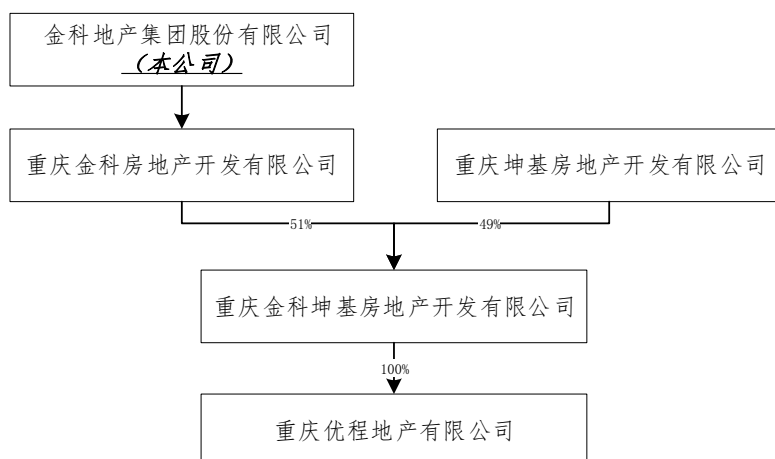 金科地产集团股份有限公司
（本公司）
重庆金科房地产开发有限公司
重庆坤基房地产开发有限公司
51%
49%
重庆金科坤基房地产开发有限公司
100%
重庆优程地产有限公司